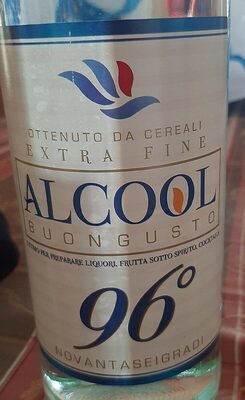 OTTENUTO DA CEREALI
EXTRA FINE
ALCOOL
BUONGUSTO
OTTIMO PER PREPARARE LIQUORI, FRUTTA SOTTO SPIRITO, COCKTAILS
96°
NOVANTASEIGRADI